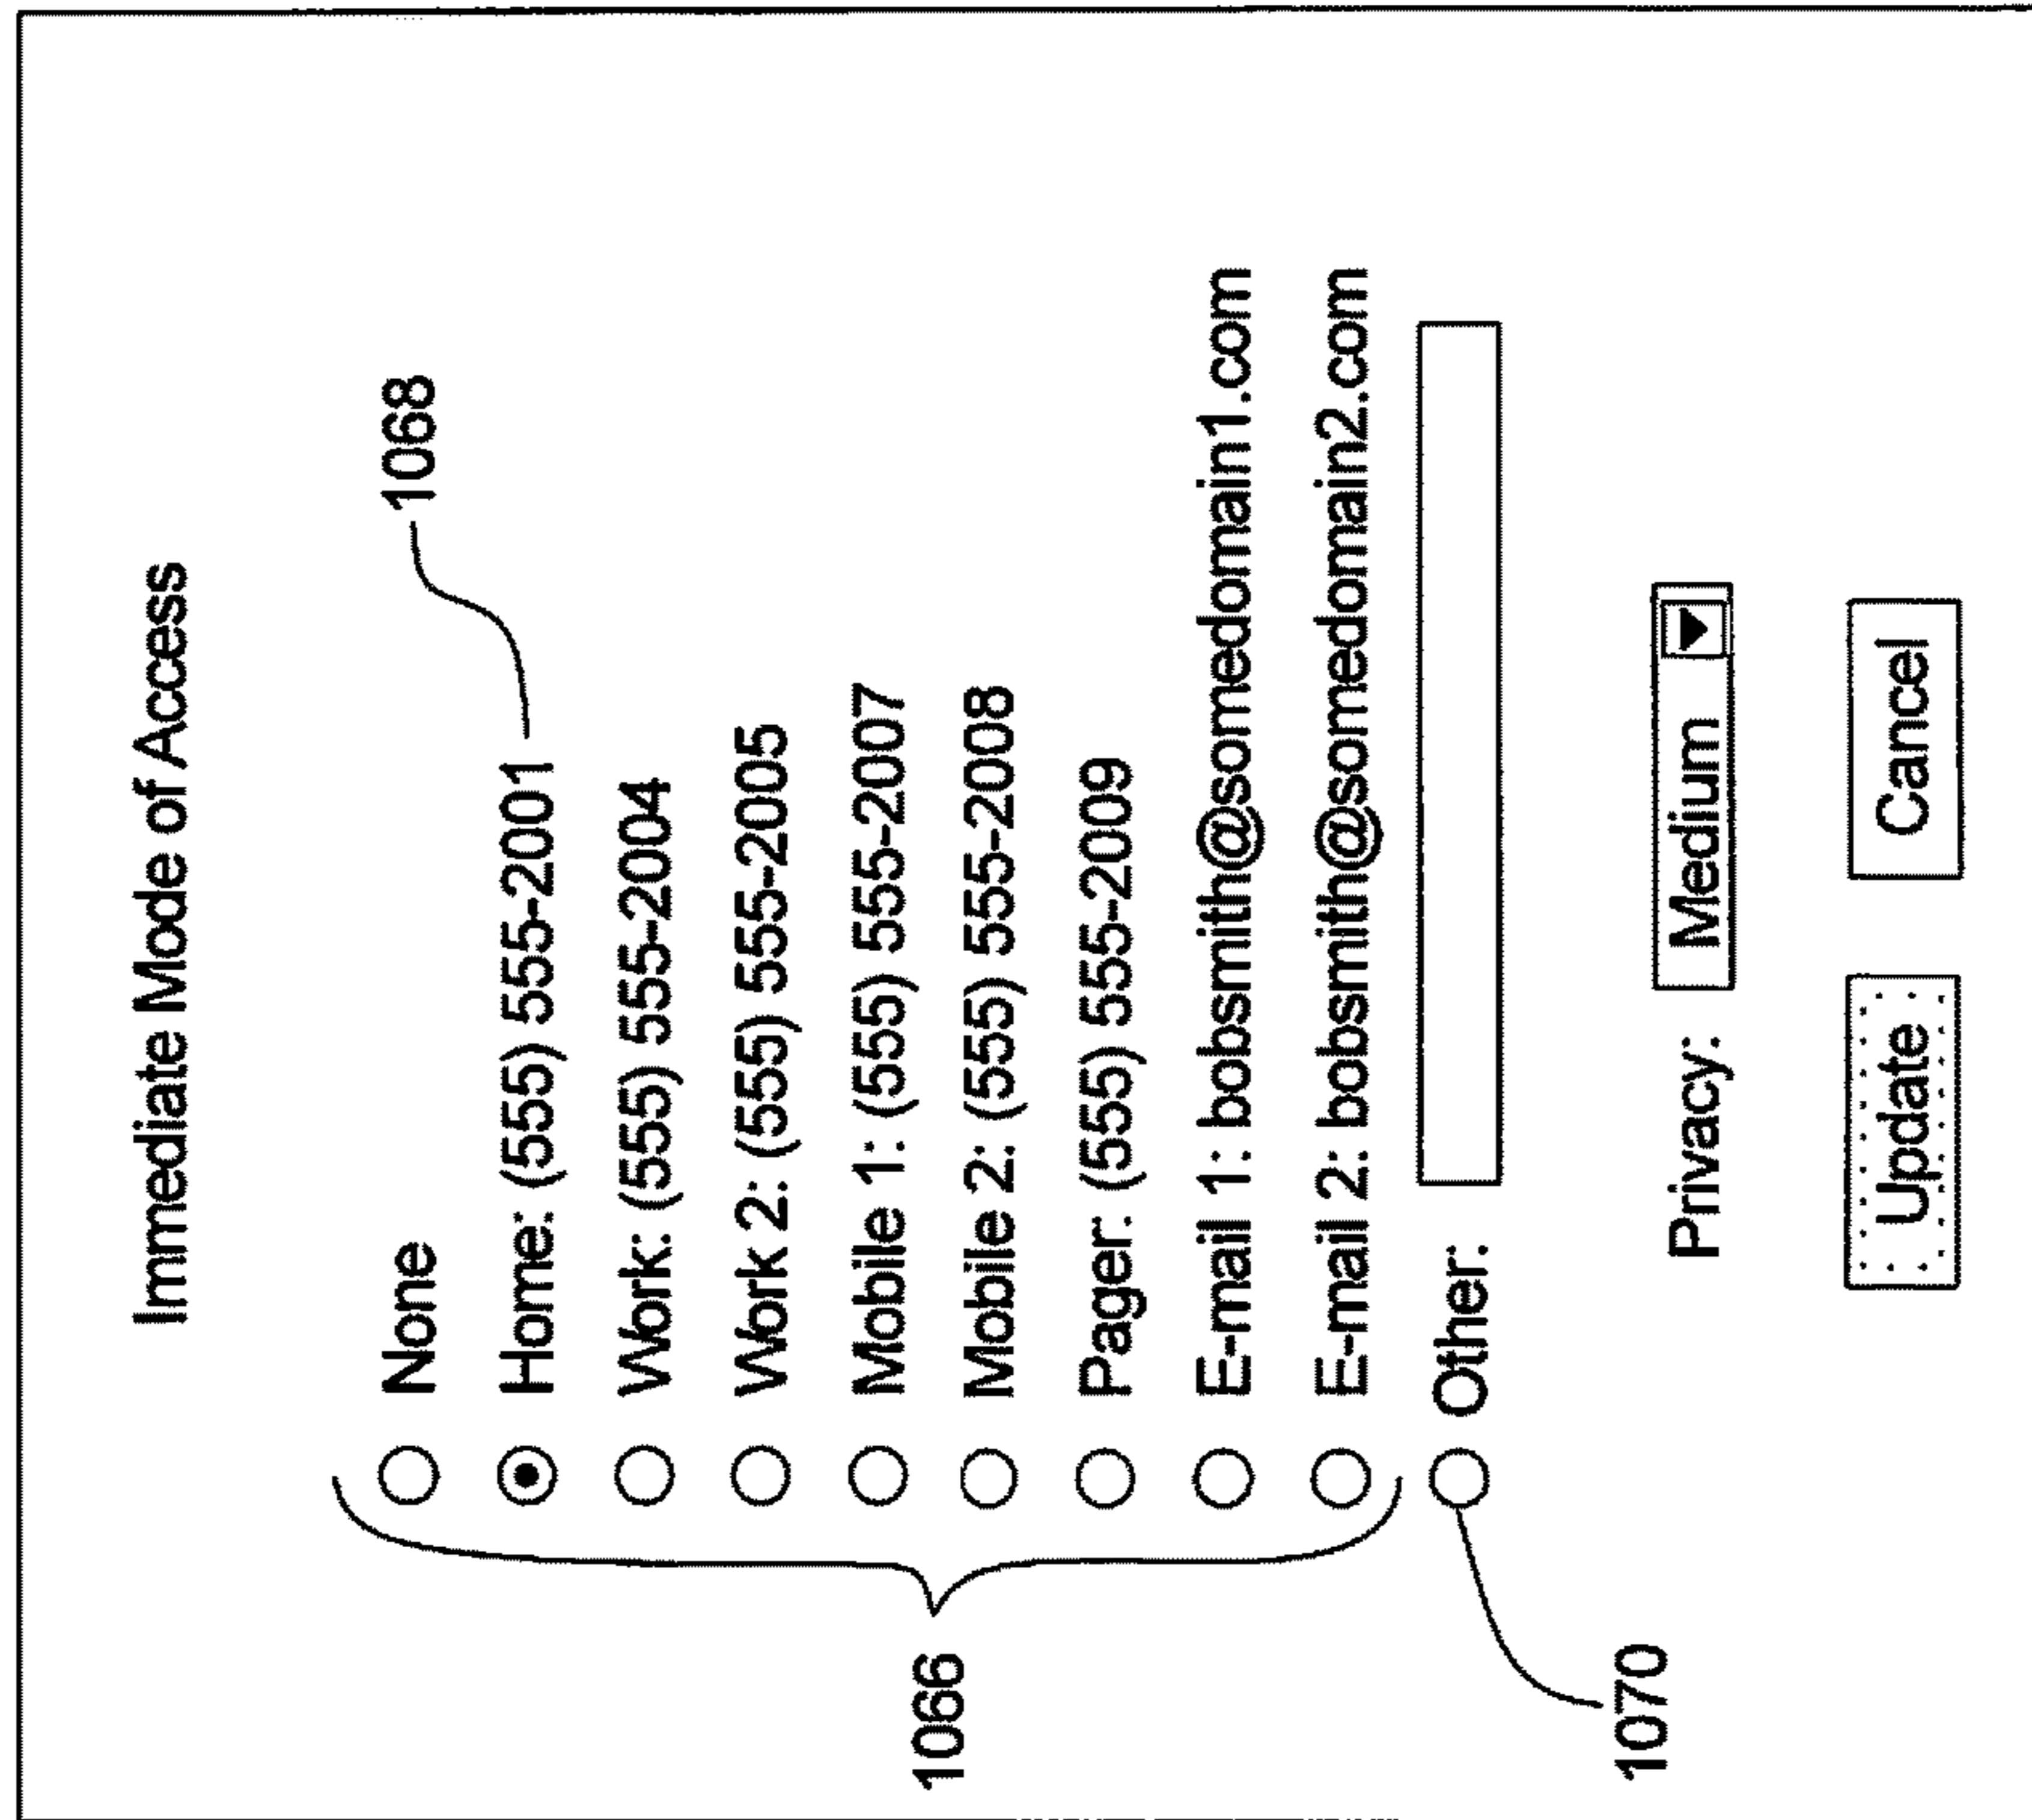 Immediate Mode of Access
1068
None
Home: (555) 555-2001
Work: (555) 555-2004
Work 2: (555) 555-2005
Mobile 1: (555) 555-2007
Mobile 2: (555) 555-2008
Pager: (555) 555-2009
E-mail 1: bobsmith@somedomain1.com
E-mail 2: bobsmith@somedomain2.com
Other:
1066
1070
Privacy: Medium
Update Cancel